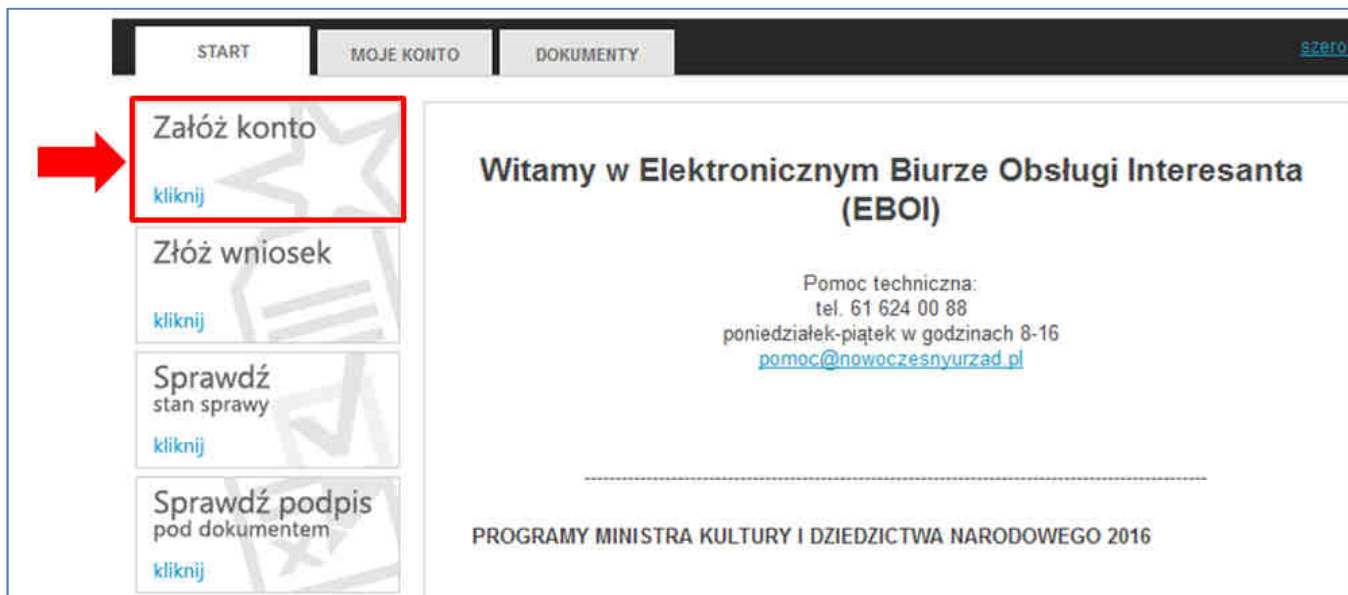 START
MOJE KONTO
DOKUMENTY
Załóż konto
kliknij
Złóż wniosek
kliknij
Sprawdź
stan sprawy
kliknij
Sprawdź podpis
pod dokumentem
kliknij
Witamy w Elektronicznym Biurze Obsługi Interesanta
(EBOI)
Pomoc techniczna:
tel. 61 624 00 88
poniedziałek-piątek w godzinach 8-16
pomoc@nowoczesnyurzad.pl
PROGRAMY MINISTRA KULTURY I DZIEDZICTWA NARODOWEGO 2016